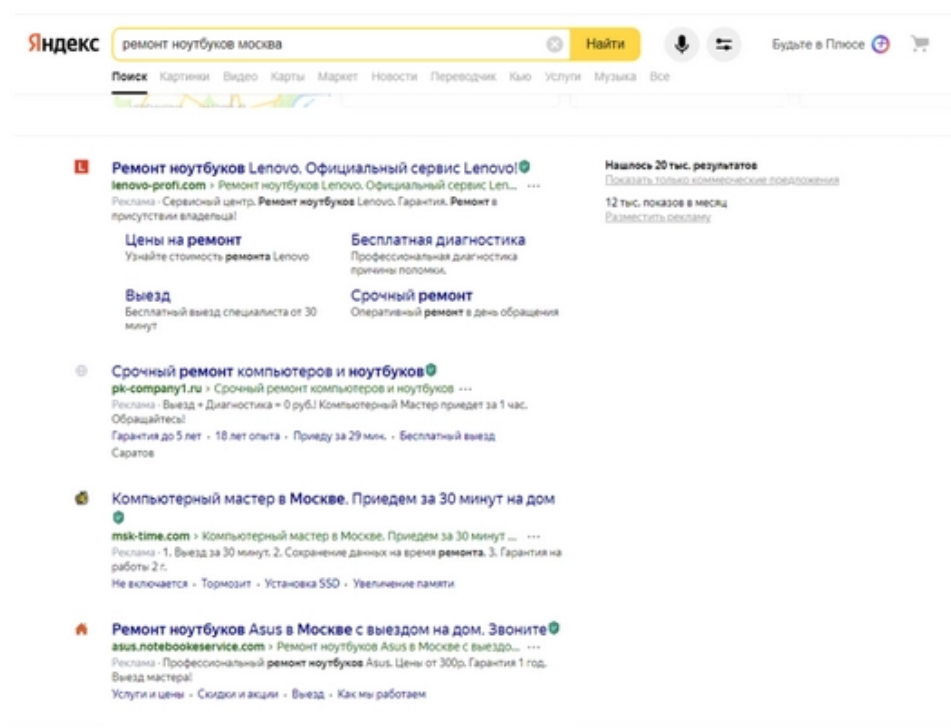 Яндекс
ремонт ноутбуков москва
Найти
Будьте в Плюсе
Поиск Картинки Видео Карты Маркет Новости Переводчик Кью Услуги Музыка Все
Ремонт ноутбуков Lenovo. Официальный сервис Lenovo!
lenovo-profi.com › Ремонт ноутбуков Lenovo. Официальный сервис Len... ···
Реклама · Сервисный центр. Ремонт ноутбуков Lenovo. Гарантия. Ремонт в
присутствии владельца!
Цены на ремонт
Узнайте стоимость ремонта Lenovo
Бесплатная диагностика
Профессиональная диагностика
причины поломки.
Выезд
Бесплатный выезд специалиста от 30
минут
Срочный ремонт
Оперативный ремонт в день обращения
Нашлось 20 тыс. результатов
Показать только коммерческие предложения
12 тыс. показов в месяц
Разместить рекламу
Срочный ремонт компьютеров и ноутбуков
pk-company1.ru › Срочный ремонт компьютеров и ноутбуков ···
Реклама · Выезд + Диагностика = 0 руб.! Компьютерный Мастер приедет за 1 час.
Обращайтесь!
Гарантия до 5 лет · 18 лет опыта · Приеду за 29 мин. · Бесплатный выезд
Саратов
Компьютерный мастер в Москве. Приедем за 30 минут на дом
msk-time.com › Компьютерный мастер в Москве. Приедем за 30 минут ... ···
Реклама · 1. Выезд за 30 минут. 2. Сохранение данных на время ремонта. 3. Гарантия на
работы 2 г.
Не включается · Тормозит · Установка SSD · Увеличение памяти
Ремонт ноутбуков Asus в Москве с выездом на дом. Звоните
asus.notebookeservice.com › Ремонт ноутбуков Asus в Москве с выездо... ···
Реклама · Профессиональный ремонт ноутбуков Asus. Цены от 300р. Гарантия 1 год.
Выезд мастера!
Услуги и цены · Скидки и акции · Выезд · Как мы работаем